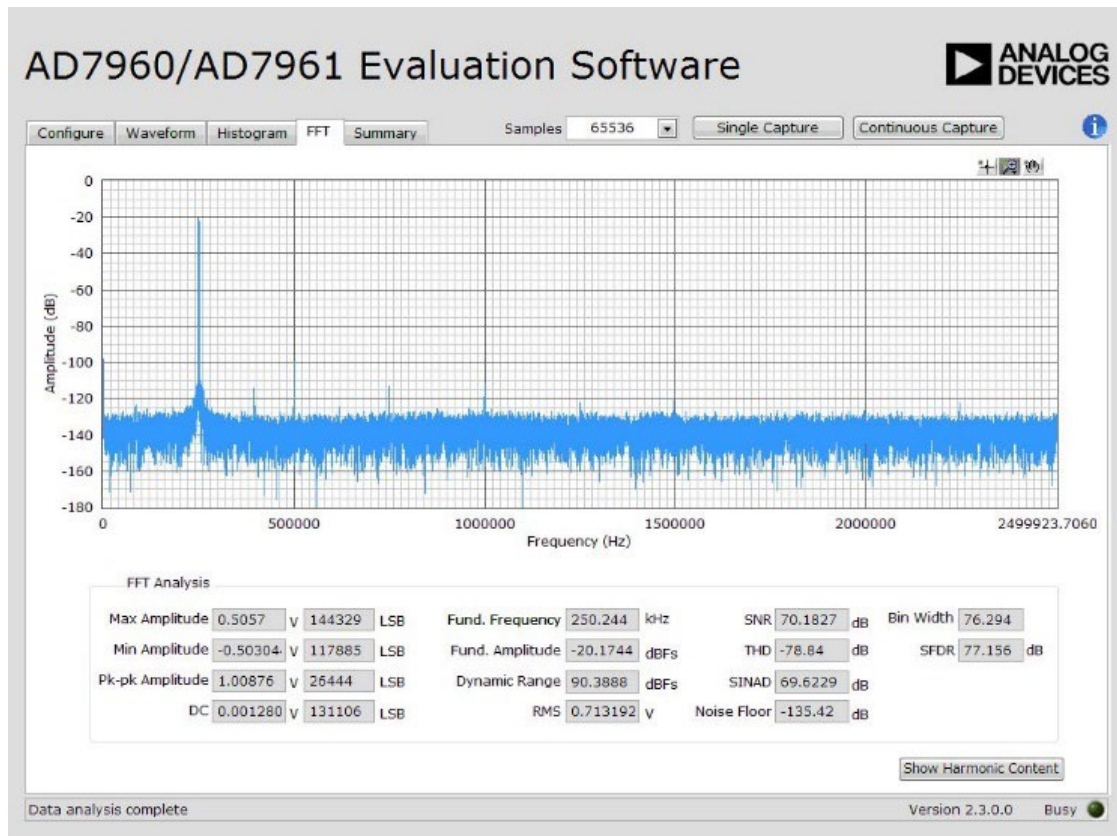 AD7960/AD7961 Evaluation Software
ANALOG
DEVICES
Configure Waveform Histogram FFT Summary Samples 65536 Single Capture Continuous Capture i
0
-20
-40
-60
-80
-100
-120
-140
-160
-180
Amplitude (dB)
0 500000 1000000 1500000 2000000 2499923.7060
Frequency (Hz)
FFT Analysis
Max Amplitude 0.5057 V 144329 LSB Fund. Frequency 250.244 kHz SNR 70.1827 dB Bin Width 76.294
Min Amplitude -0.50304 V 117885 LSB Fund. Amplitude -20.1744 dBFs THD -78.84 dB SFDR 77.156 dB
Pk-pk Amplitude 1.00876 V 26444 LSB Dynamic Range 90.3888 dBFs SINAD 69.6229 dB
DC 0.001280 V 131106 LSB RMS 0.713192 V Noise Floor -135.42 dB
Show Harmonic Content
Data analysis complete Version 2.3.0.0 Busy